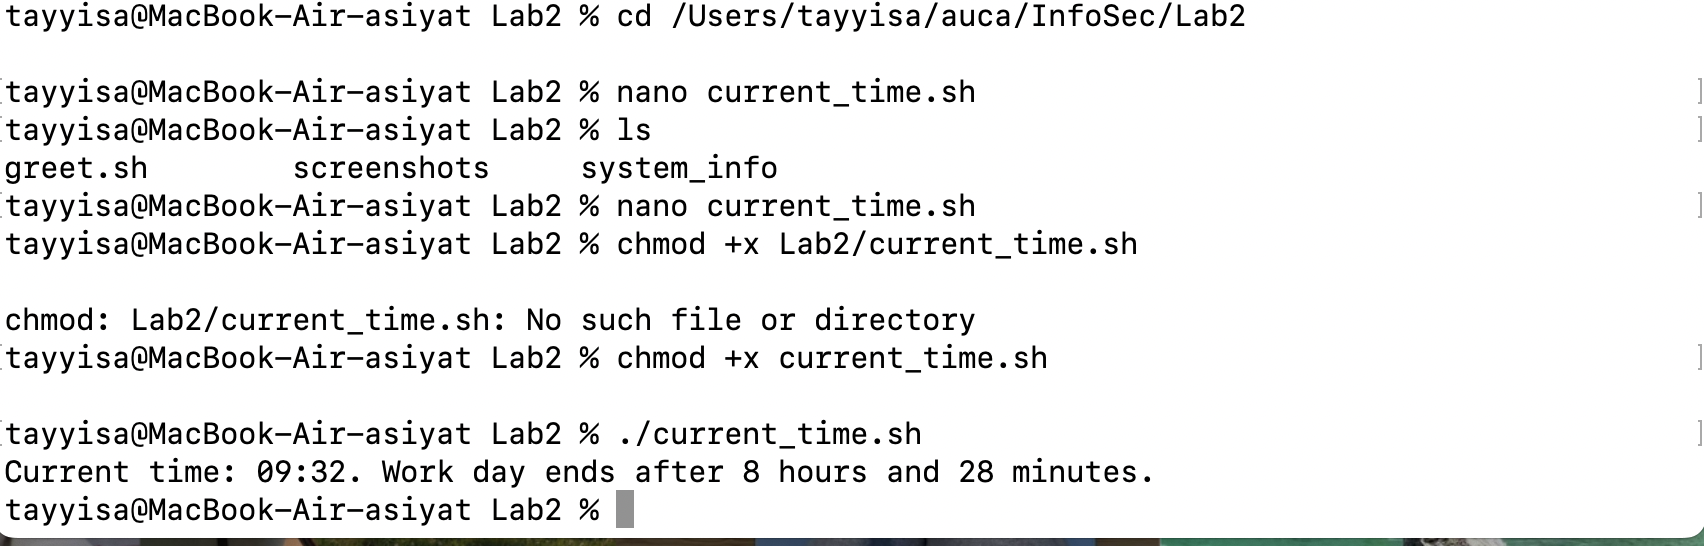 tayyisa@MacBook-Air-asiyat Lab2 % cd /Users/tayyisa/auca/InfoSec/Lab2
[tayyisa@MacBook-Air-asiyat Lab2 % nano current_time.sh ]
[tayyisa@MacBook-Air-asiyat Lab2 % ls ]
greet.sh screenshots system_info
[tayyisa@MacBook-Air-asiyat Lab2 % nano current_time.sh ]
tayyisa@MacBook-Air-asiyat Lab2 % chmod +x Lab2/current_time.sh
chmod: Lab2/current_time.sh: No such file or directory
[tayyisa@MacBook-Air-asiyat Lab2 % chmod +x current_time.sh ]
[tayyisa@MacBook-Air-asiyat Lab2 % ./current_time.sh ]
Current time: 09:32. Work day ends after 8 hours and 28 minutes.
tayyisa@MacBook-Air-asiyat Lab2 %